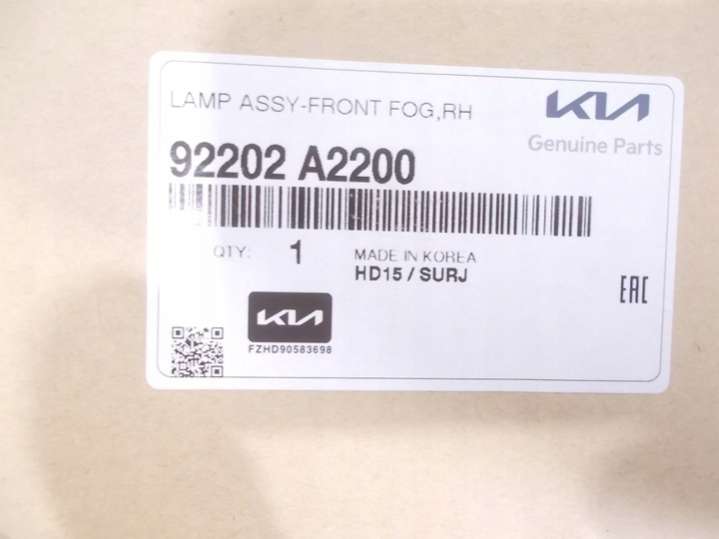 LAMP ASSY-FRONT FOG,RH
KIA
Genuine Parts
92202 A2200
QTY: 1
MADE IN KOREA
HD15 / SURJ
EAC
KIA
FZHD90583698